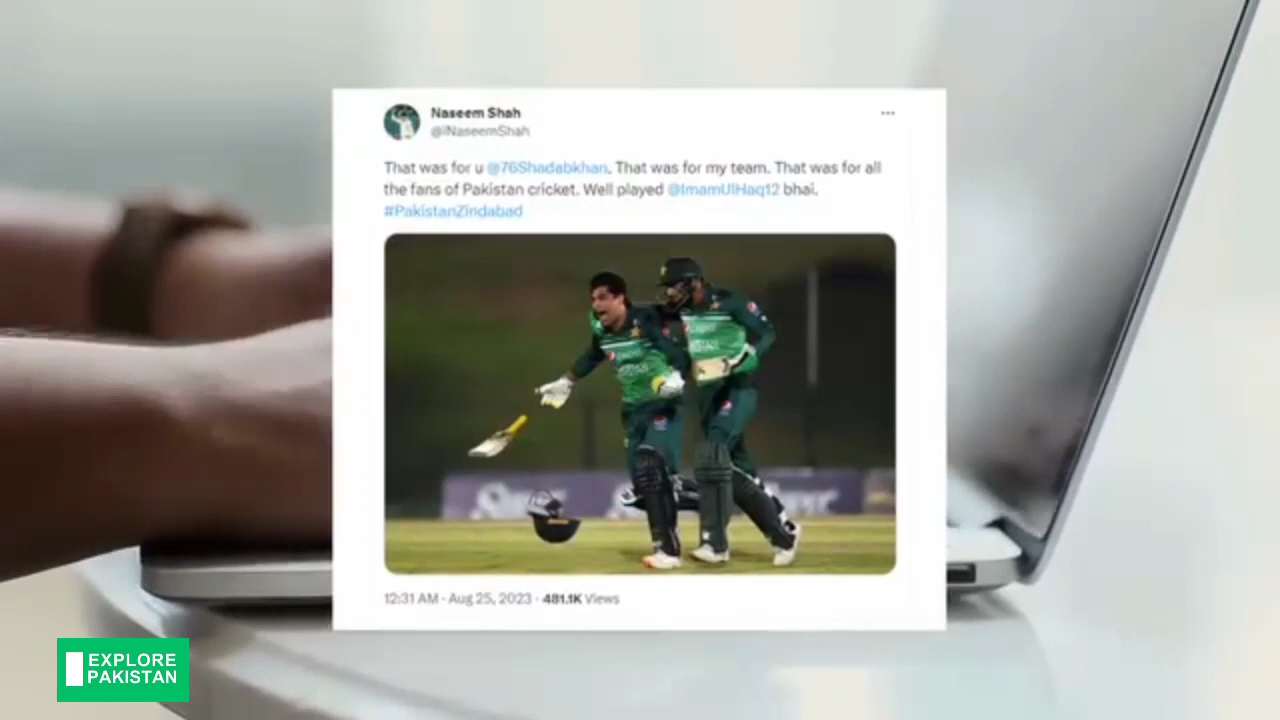 Naseem Shah
@iNaseemShah
That was for u @76Shadabkhan. That was for my team. That was for all
the fans of Pakistan cricket. Well played @ImamUlHaq12 bhai.
#PakistanZindabad
12:31 AM · Aug 25, 2023 · 481.1K Views
EXPLORE
PAKISTAN